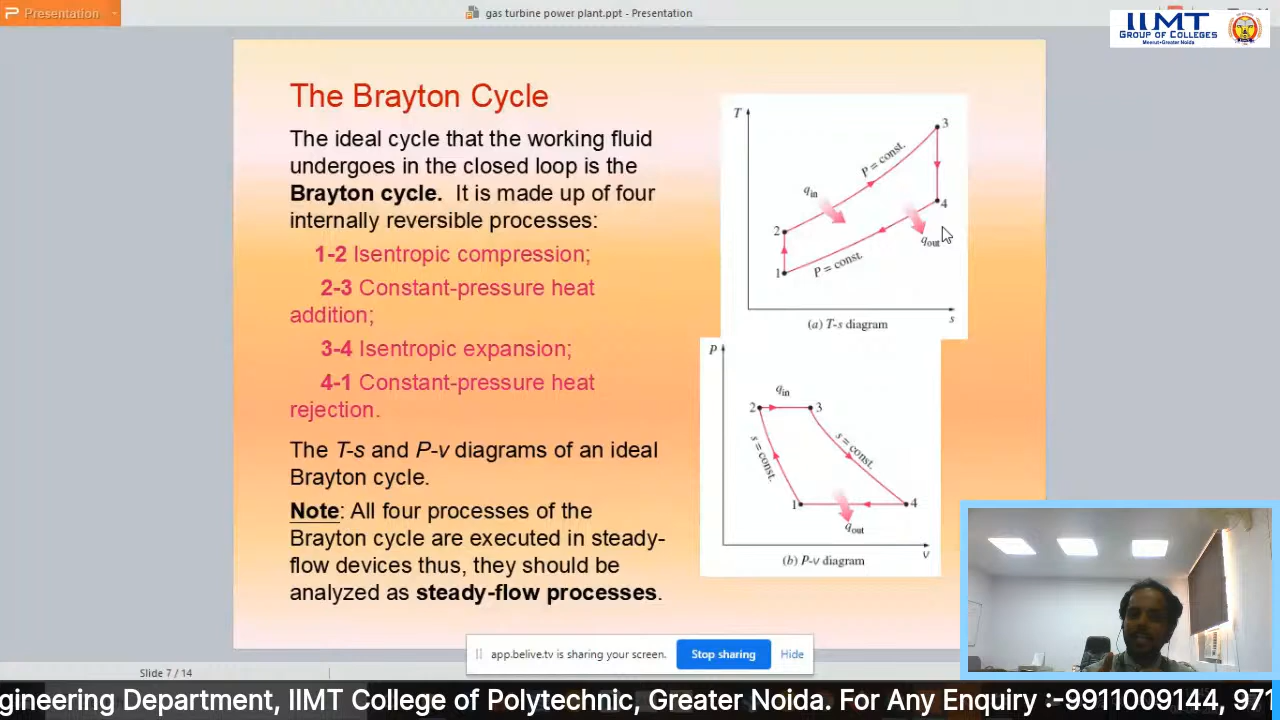 Presentation
gas turbine power plant.ppt - Presentation
IIMT
GROUP OF COLLEGES
Meerut•Greater Noida
The Brayton Cycle
The ideal cycle that the working fluid
undergoes in the closed loop is the
Brayton cycle. It is made up of four
internally reversible processes:
1-2 Isentropic compression;
2-3 Constant-pressure heat
addition;
3-4 Isentropic expansion;
4-1 Constant-pressure heat
rejection.
The T-s and P-v diagrams of an ideal
Brayton cycle.
Note: All four processes of the
Brayton cycle are executed in steady-
flow devices thus, they should be
analyzed as steady-flow processes.
T
3
P = const.
qin
4
2
qout
1
P = const.
s
(a) T-s diagram
P
qin
2
3
s = const.
s = const.
1
4
qout
v
(b) P-v diagram
app.belive.tv is sharing your screen.
Stop sharing
Hide
Slide 7 / 14
gineering Department, IIMT College of Polytechnic, Greater Noida. For Any Enquiry :-9911009144, 971